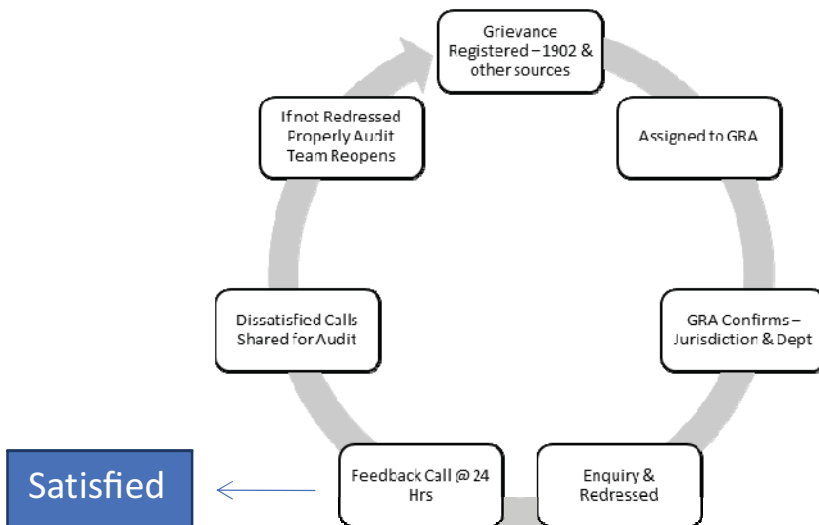 Grievance
Registered – 1902 &
other sources
Assigned to GRA
GRA Confirms –
Jurisdiction & Dept
Enquiry &
Redressed
Feedback Call @ 24
Hrs
Satisfied
Dissatisfied Calls
Shared for Audit
If not Redressed
Properly Audit
Team Reopens